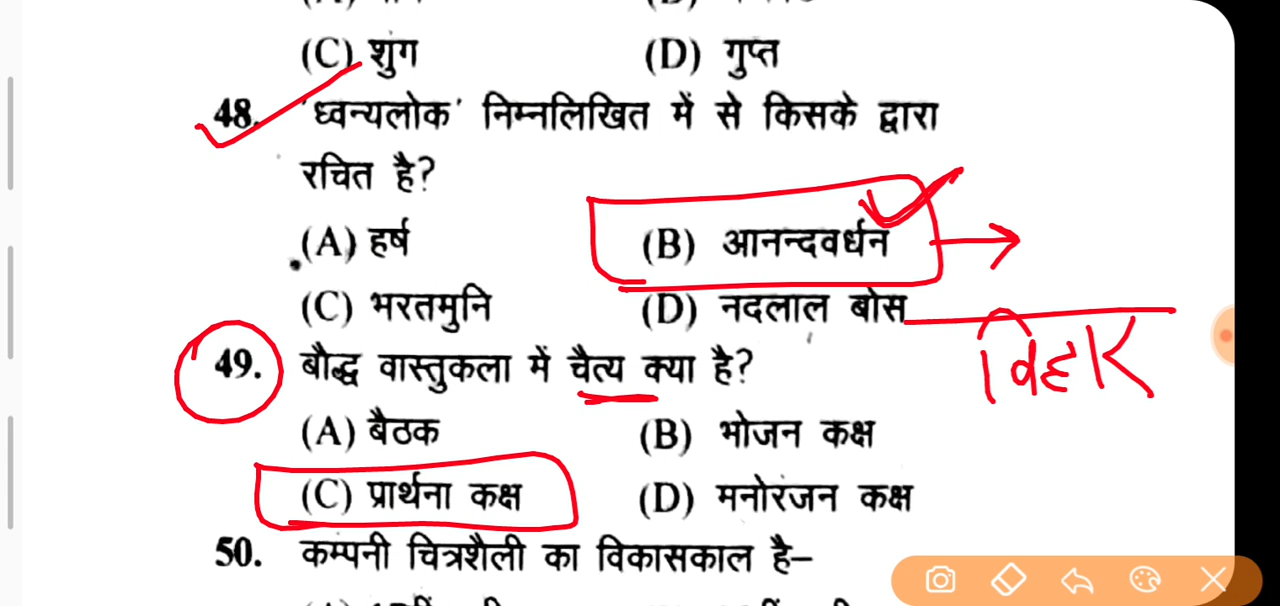 (C) शुंग (D) गुप्त
48. 'ध्वन्यलोक' निम्नलिखित में से किसके द्वारा
रचित है?
(A) हर्ष (B) आनन्दवर्धन
(C) भरतमुनि (D) नदलाल बोस
49. बौद्ध वास्तुकला में चैत्य क्या है?
(A) बैठक (B) भोजन कक्ष
(C) प्रार्थना कक्ष (D) मनोरंजन कक्ष
50. कम्पनी चित्रशैली का विकासकाल है–